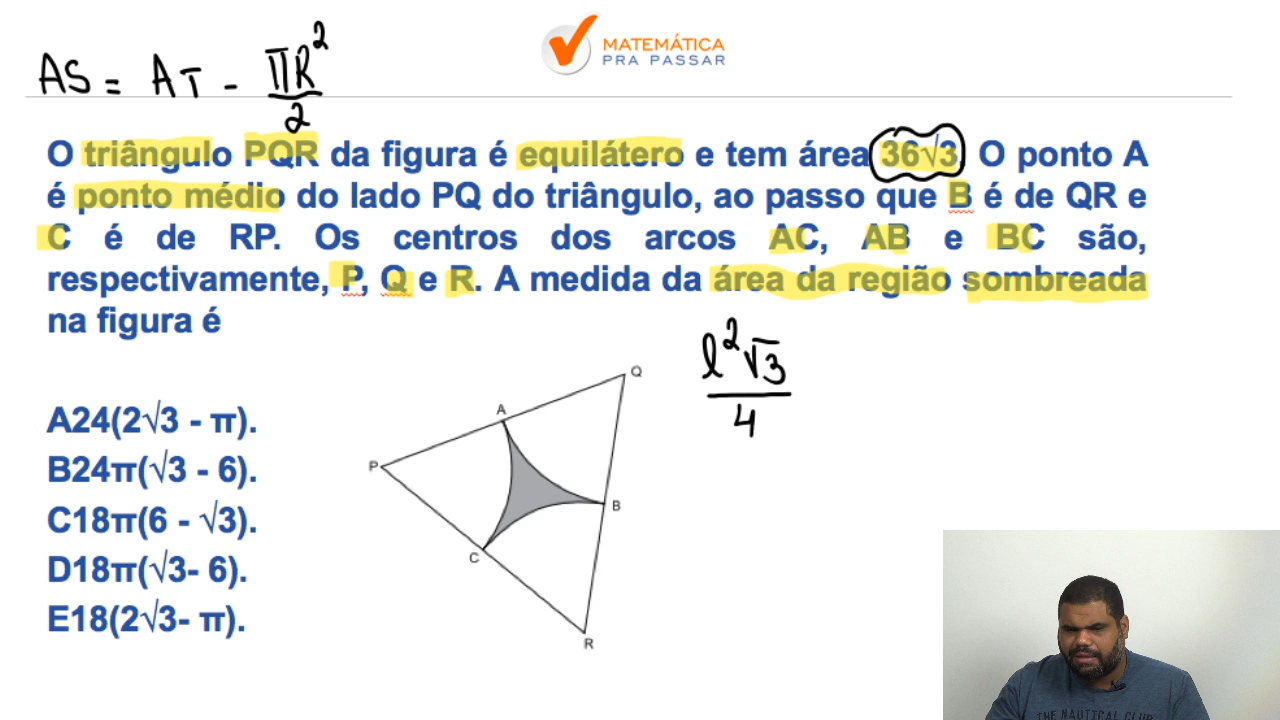 MATEMÁTICA
PRA PASSAR
AS = AT - πR²/2
O triângulo PQR da figura é equilátero e tem área 36√3. O ponto A
é ponto médio do lado PQ do triângulo, ao passo que B é de QR e
C é de RP. Os centros dos arcos AC, AB e BC são,
respectivamente, P, Q e R. A medida da área da região sombreada
na figura é
l²√3/4
A24(2√3 - π).
B24π(√3 - 6).
C18π(6 - √3).
D18π(√3- 6).
E18(2√3- π).
Q
A
P
B
C
R
THE NAUTICAL CLUB